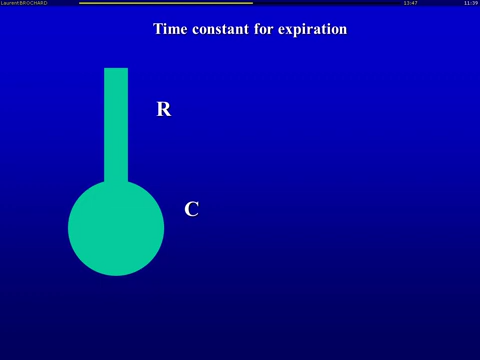 Laurent BROCHARD 13:47 11:39
Time constant for expiration
R
C